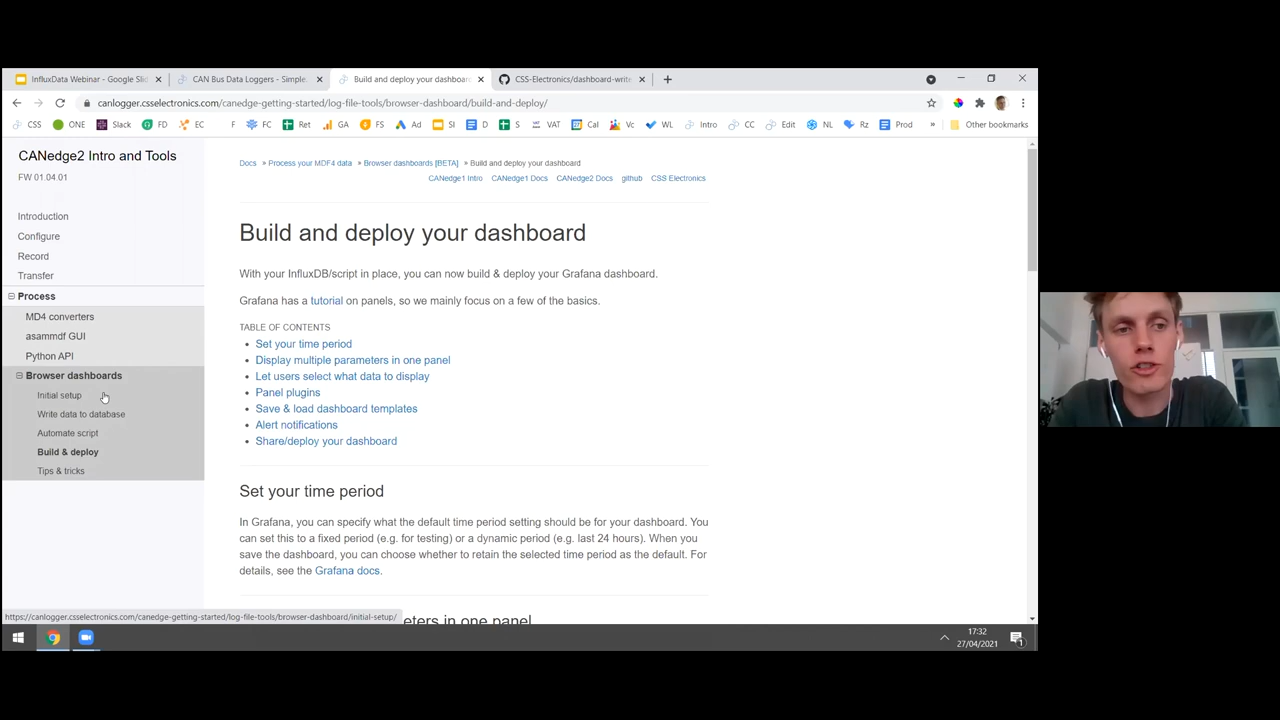 InfluxData Webinar - Google Slid
CAN Bus Data Loggers - Simple.
Build and deploy your dashboar
CSS-Electronics/dashboard-write
canlogger.csselectronics.com/canedge-getting-started/log-file-tools/browser-dashboard/build-and-deploy/
CSS ONE Slack FD EC F FC Ret GA FS Ad SI D S VAT VAT Cal Vc WL Intro CC Edit NL Rz Prod » Other bookmarks
CANedge2 Intro and Tools
FW 01.04.01
Introduction
Configure
Record
Transfer
Process
MD4 converters
asammdf GUI
Python API
Browser dashboards
Initial setup
Write data to database
Automate script
Build & deploy
Tips & tricks
Docs » Process your MDF4 data » Browser dashboards [BETA] » Build and deploy your dashboard
CANedge1 Intro CANedge1 Docs CANedge2 Docs github CSS Electronics
Build and deploy your dashboard
With your InfluxDB/script in place, you can now build & deploy your Grafana dashboard.
Grafana has a tutorial on panels, so we mainly focus on a few of the basics.
TABLE OF CONTENTS
• Set your time period
• Display multiple parameters in one panel
• Let users select what data to display
• Panel plugins
• Save & load dashboard templates
• Alert notifications
• Share/deploy your dashboard
Set your time period
In Grafana, you can specify what the default time period setting should be for your dashboard. You
can set this to a fixed period (e.g. for testing) or a dynamic period (e.g. last 24 hours). When you
save the dashboard, you can choose whether to retain the selected time period as the default. For
details, see the Grafana docs.
https://canlogger.csselectronics.com/canedge-getting-started/log-file-tools/browser-dashboard/initial-setup/
eters in one panel
17:32
27/04/2021